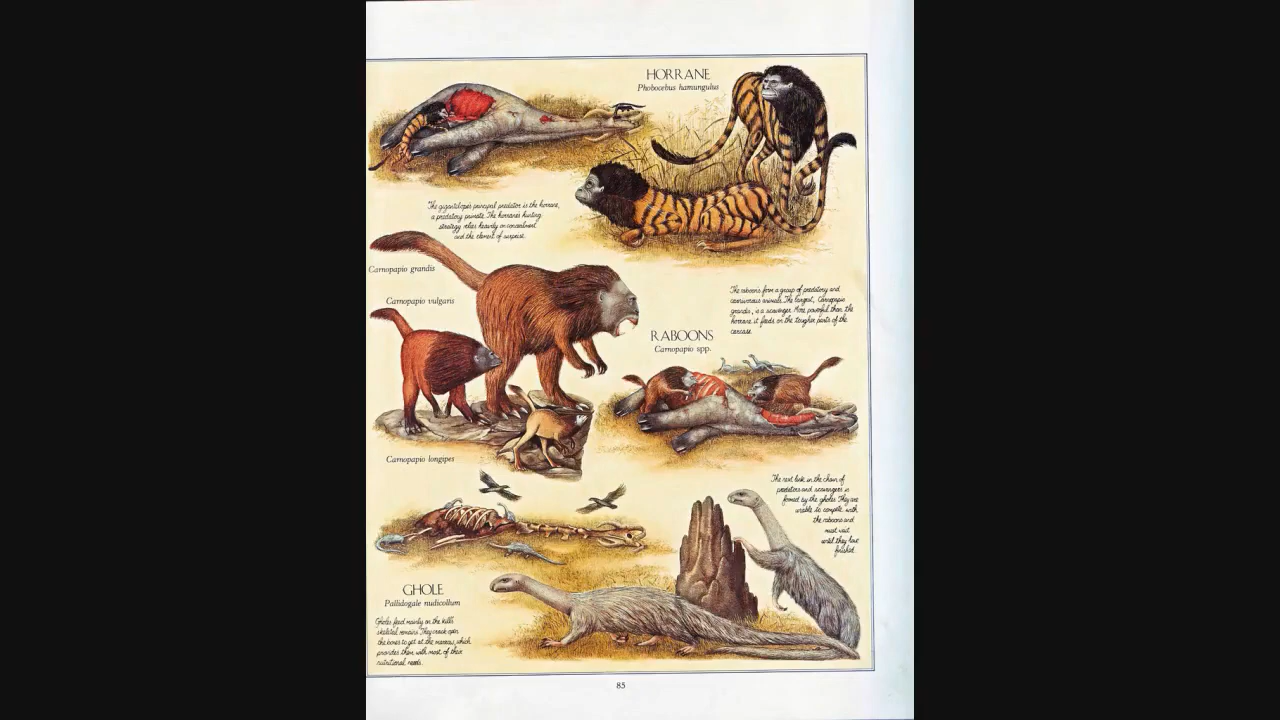 HORRANE
Phobocebus hamungulus
The gigantelope's principal predator is the horrane,
a predatory primate. The horrane's hunting
strategy relies heavily on concealment
and the element of surprise.
Carnopapio grandis
Carnopapio vulgaris
The raboons form a group of predatory and
carnivorous animals. The largest, Carnopapio
grandis, is a scavenger. More powerful than the
horrane it feeds on the tougher parts of the
carcase.
RABOONS
Carnopapio spp.
Carnopapio longipes
The next link in the chain of
predators and scavengers is
formed by the gholes. They are
unable to compete with
the raboons and
must wait
until they have
finished.
GHOLE
Pallidogale nudicollum
Gholes feed mainly on the kill's
skeletal remains. They crack open
the bones to get at the marrow, which
provides them with most of their
nutritional needs.
85